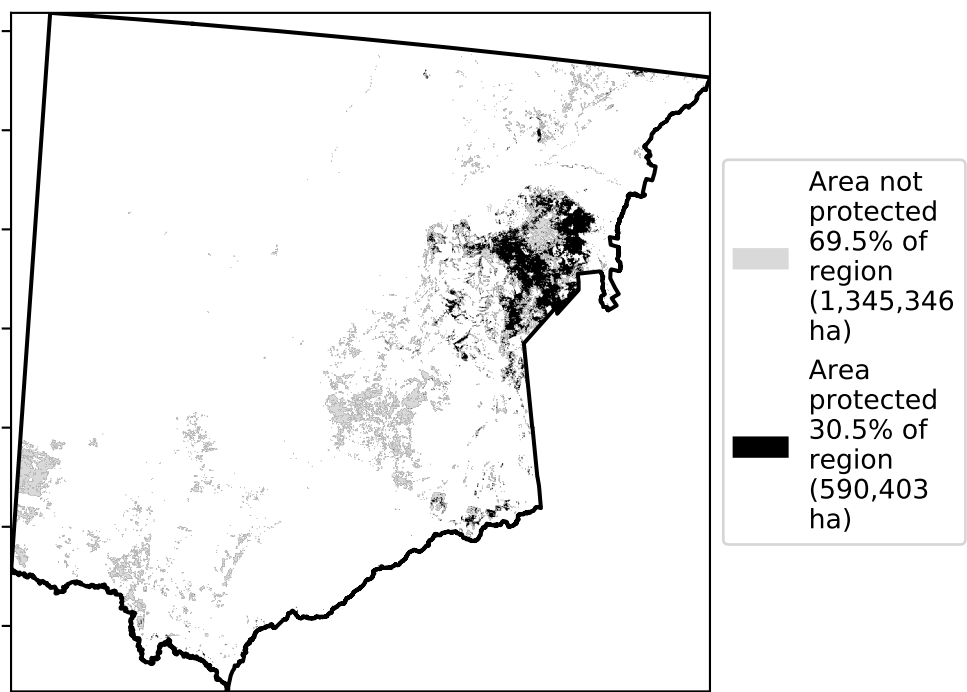 Area not
protected
69.5% of
region
(1,345,346
ha)
Area
protected
30.5% of
region
(590,403
ha)